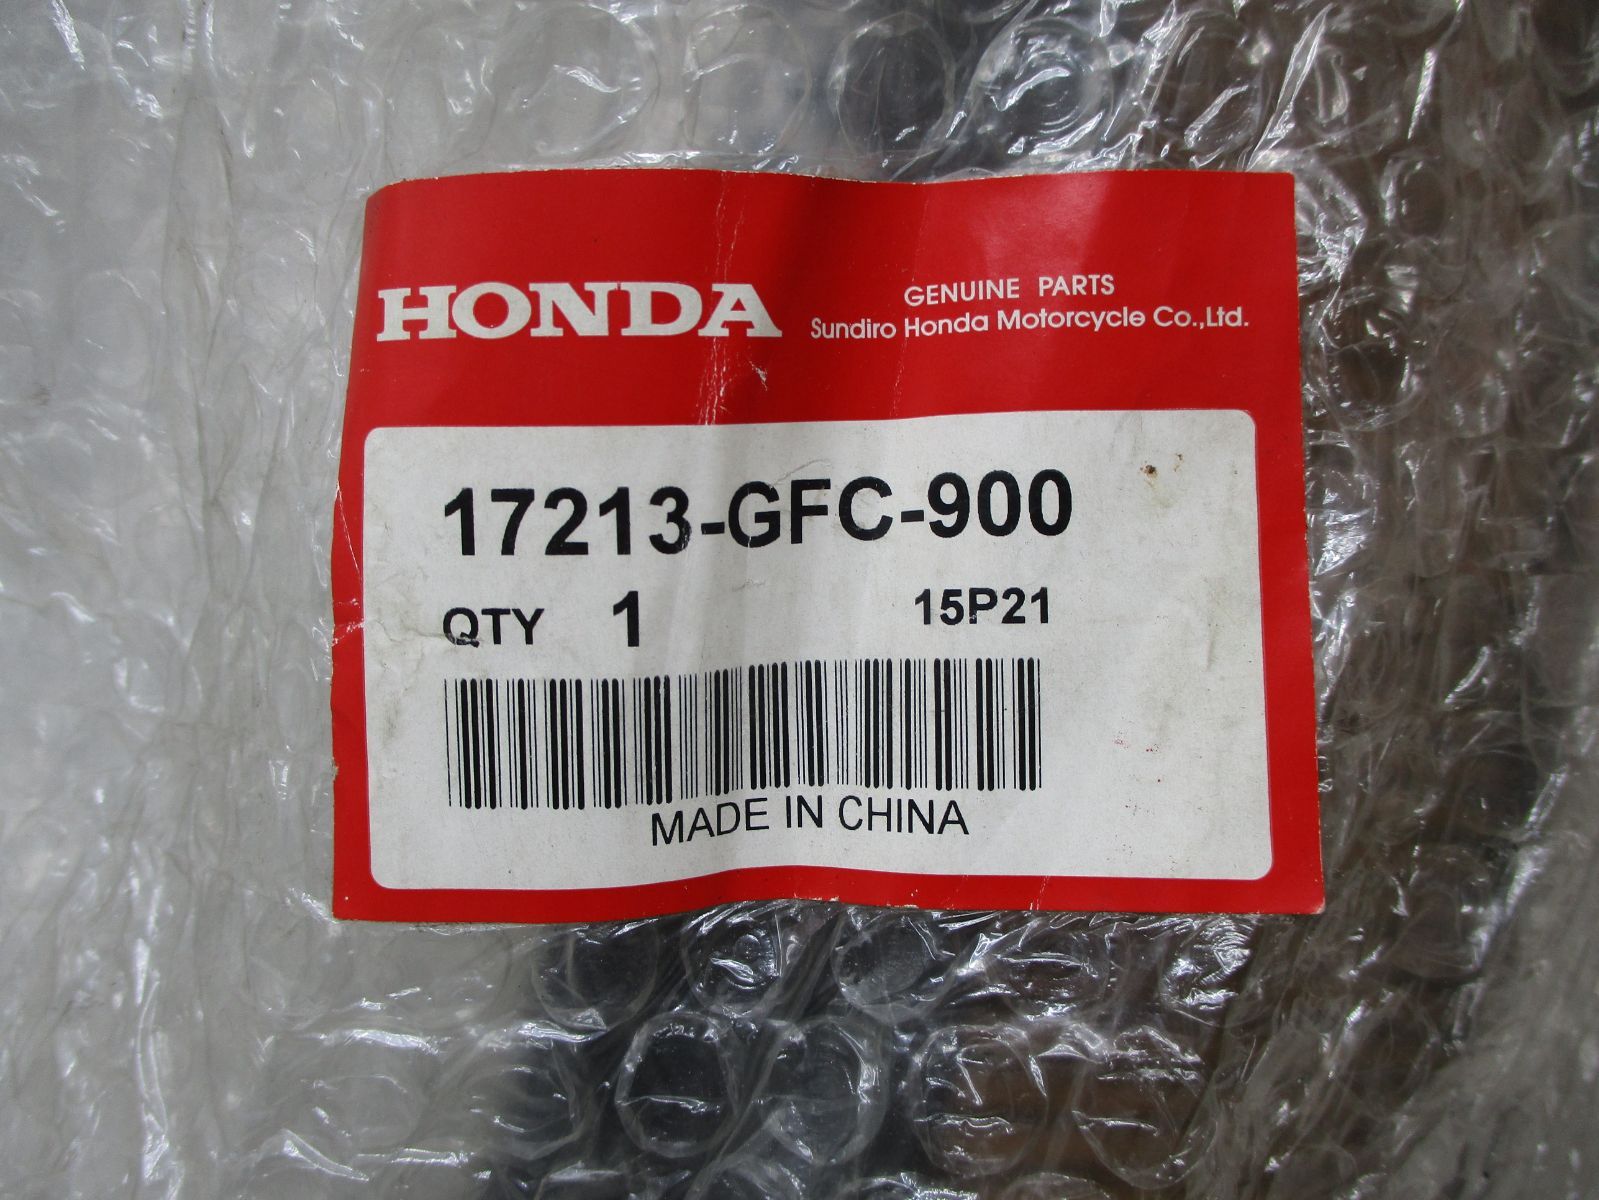 HONDA
GENUINE PARTS
Sundiro Honda Motorcycle Co.,Ltd.
17213-GFC-900
QTY 1 15P21
MADE IN CHINA